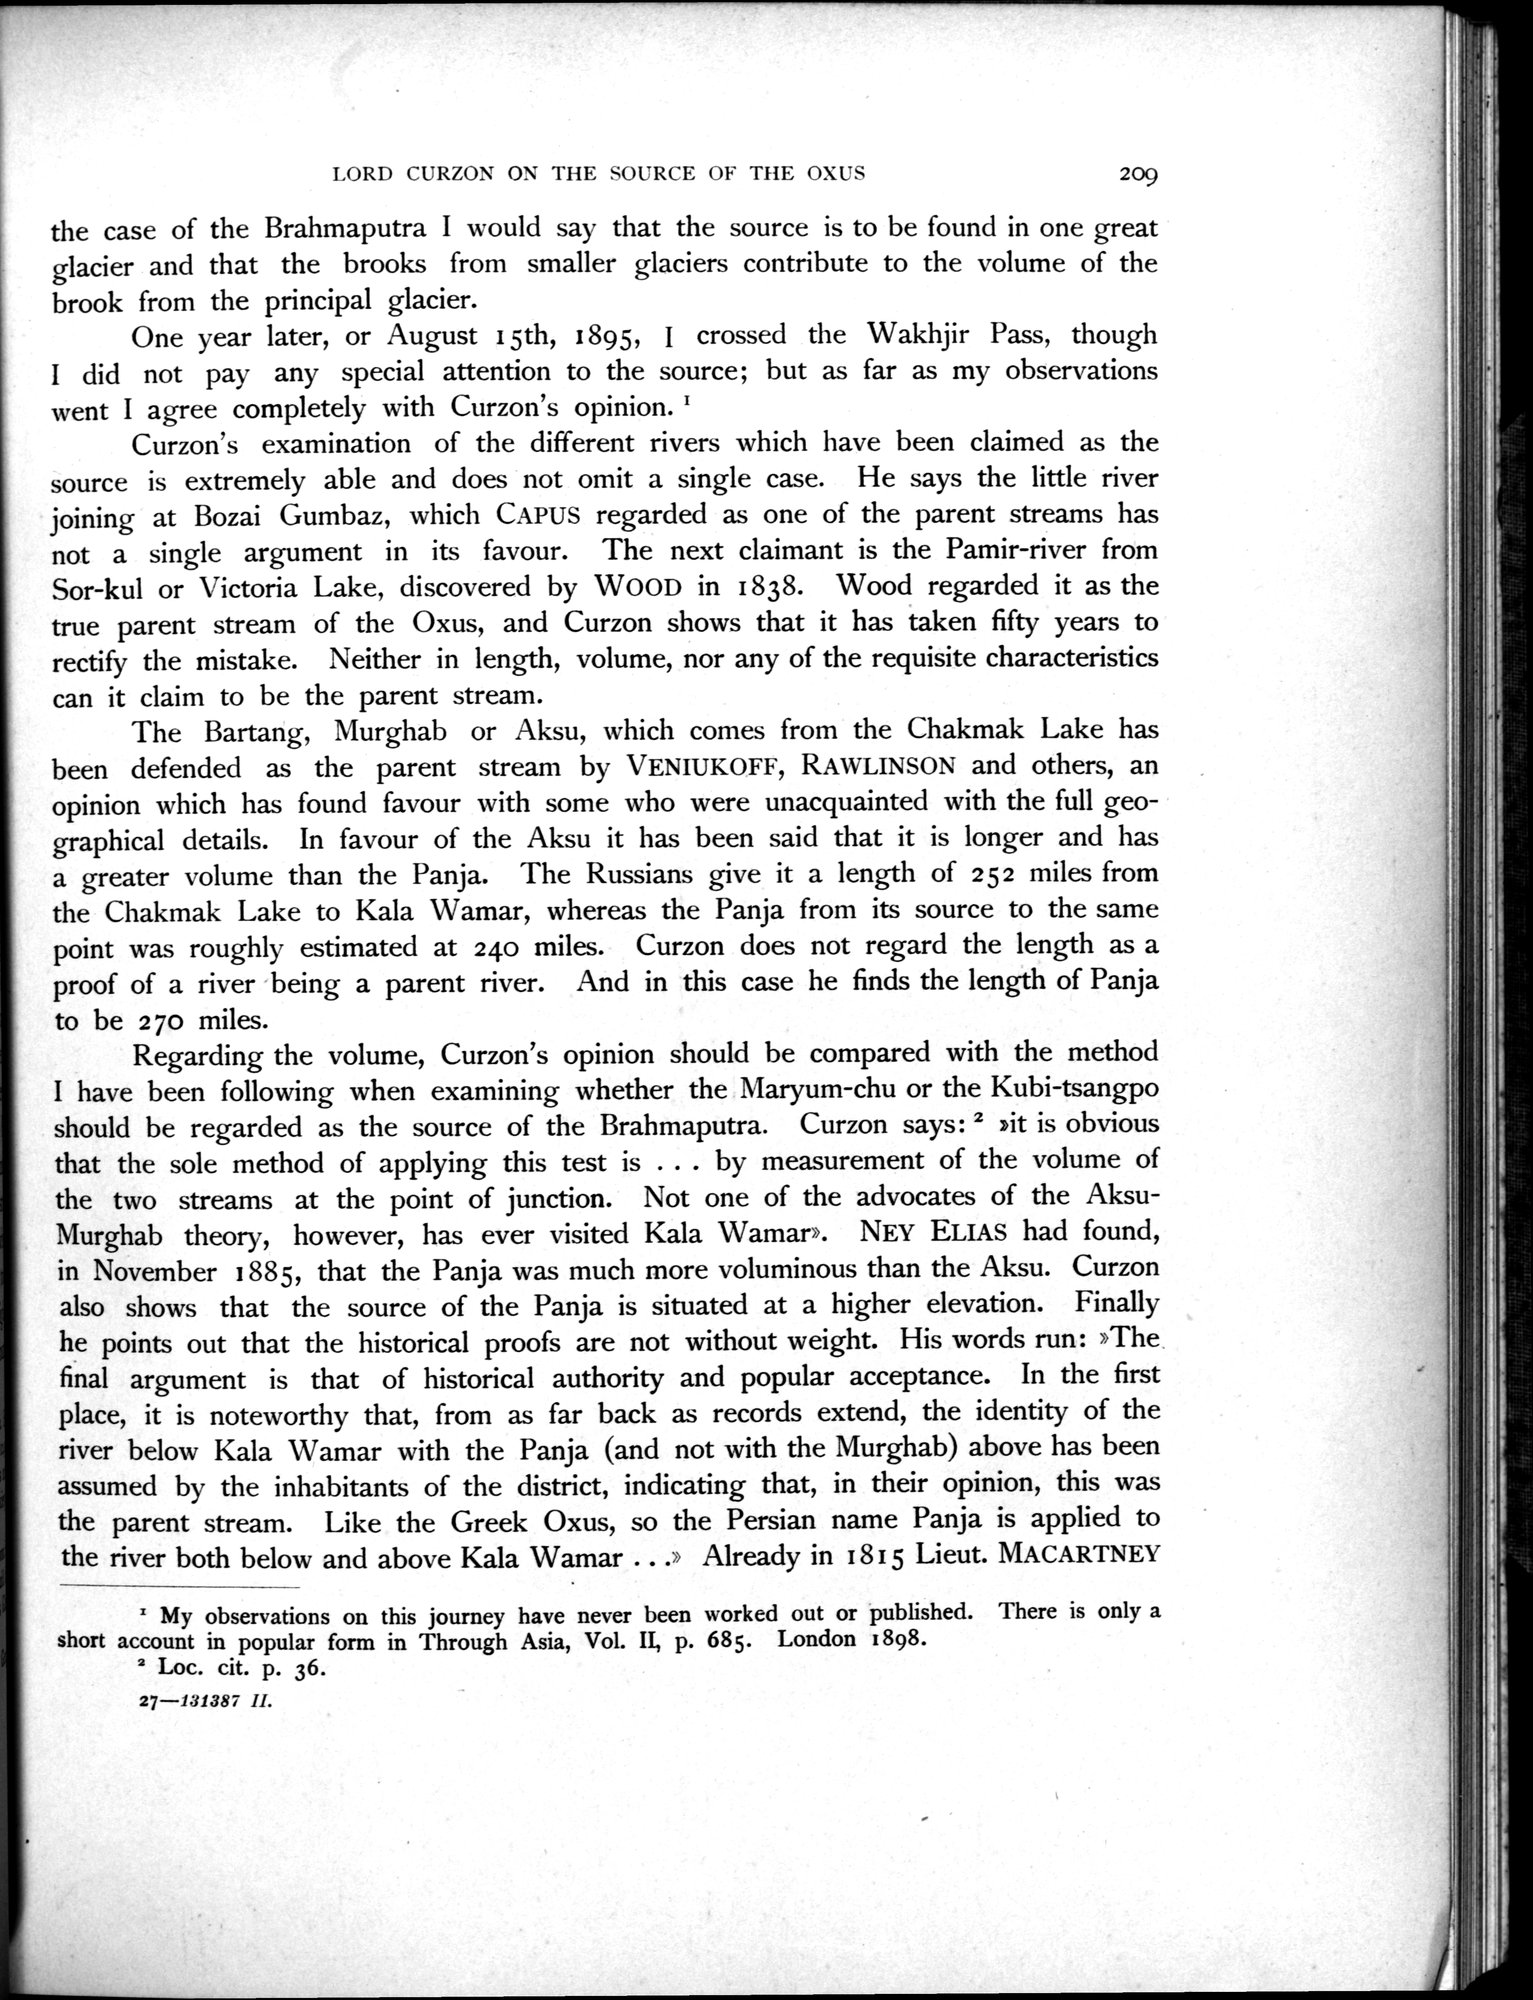 LORD CURZON ON THE SOURCE OF THE OXUS 209
the case of the Brahmaputra I would say that the source is to be found in one great
glacier and that the brooks from smaller glaciers contribute to the volume of the
brook from the principal glacier.
One year later, or August 15th, 1895, I crossed the Wakhjir Pass, though
I did not pay any special attention to the source; but as far as my observations
went I agree completely with Curzon's opinion. ¹
Curzon's examination of the different rivers which have been claimed as the
source is extremely able and does not omit a single case. He says the little river
joining at Bozai Gumbaz, which CAPUS regarded as one of the parent streams has
not a single argument in its favour. The next claimant is the Pamir-river from
Sor-kul or Victoria Lake, discovered by WOOD in 1838. Wood regarded it as the
true parent stream of the Oxus, and Curzon shows that it has taken fifty years to
rectify the mistake. Neither in length, volume, nor any of the requisite characteristics
can it claim to be the parent stream.
The Bartang, Murghab or Aksu, which comes from the Chakmak Lake has
been defended as the parent stream by VENIUKOFF, RAWLINSON and others, an
opinion which has found favour with some who were unacquainted with the full geo-
graphical details. In favour of the Aksu it has been said that it is longer and has
a greater volume than the Panja. The Russians give it a length of 252 miles from
the Chakmak Lake to Kala Wamar, whereas the Panja from its source to the same
point was roughly estimated at 240 miles. Curzon does not regard the length as a
proof of a river being a parent river. And in this case he finds the length of Panja
to be 270 miles.
Regarding the volume, Curzon's opinion should be compared with the method
I have been following when examining whether the Maryum-chu or the Kubi-tsangpo
should be regarded as the source of the Brahmaputra. Curzon says: ² »it is obvious
that the sole method of applying this test is . . . by measurement of the volume of
the two streams at the point of junction. Not one of the advocates of the Aksu-
Murghab theory, however, has ever visited Kala Wamar». NEY ELIAS had found,
in November 1885, that the Panja was much more voluminous than the Aksu. Curzon
also shows that the source of the Panja is situated at a higher elevation. Finally
he points out that the historical proofs are not without weight. His words run: »The
final argument is that of historical authority and popular acceptance. In the first
place, it is noteworthy that, from as far back as records extend, the identity of the
river below Kala Wamar with the Panja (and not with the Murghab) above has been
assumed by the inhabitants of the district, indicating that, in their opinion, this was
the parent stream. Like the Greek Oxus, so the Persian name Panja is applied to
the river both below and above Kala Wamar . . .» Already in 1815 Lieut. MACARTNEY
¹ My observations on this journey have never been worked out or published. There is only a
short account in popular form in Through Asia, Vol. II, p. 685. London 1898.
² Loc. cit. p. 36.
27—131387 II.